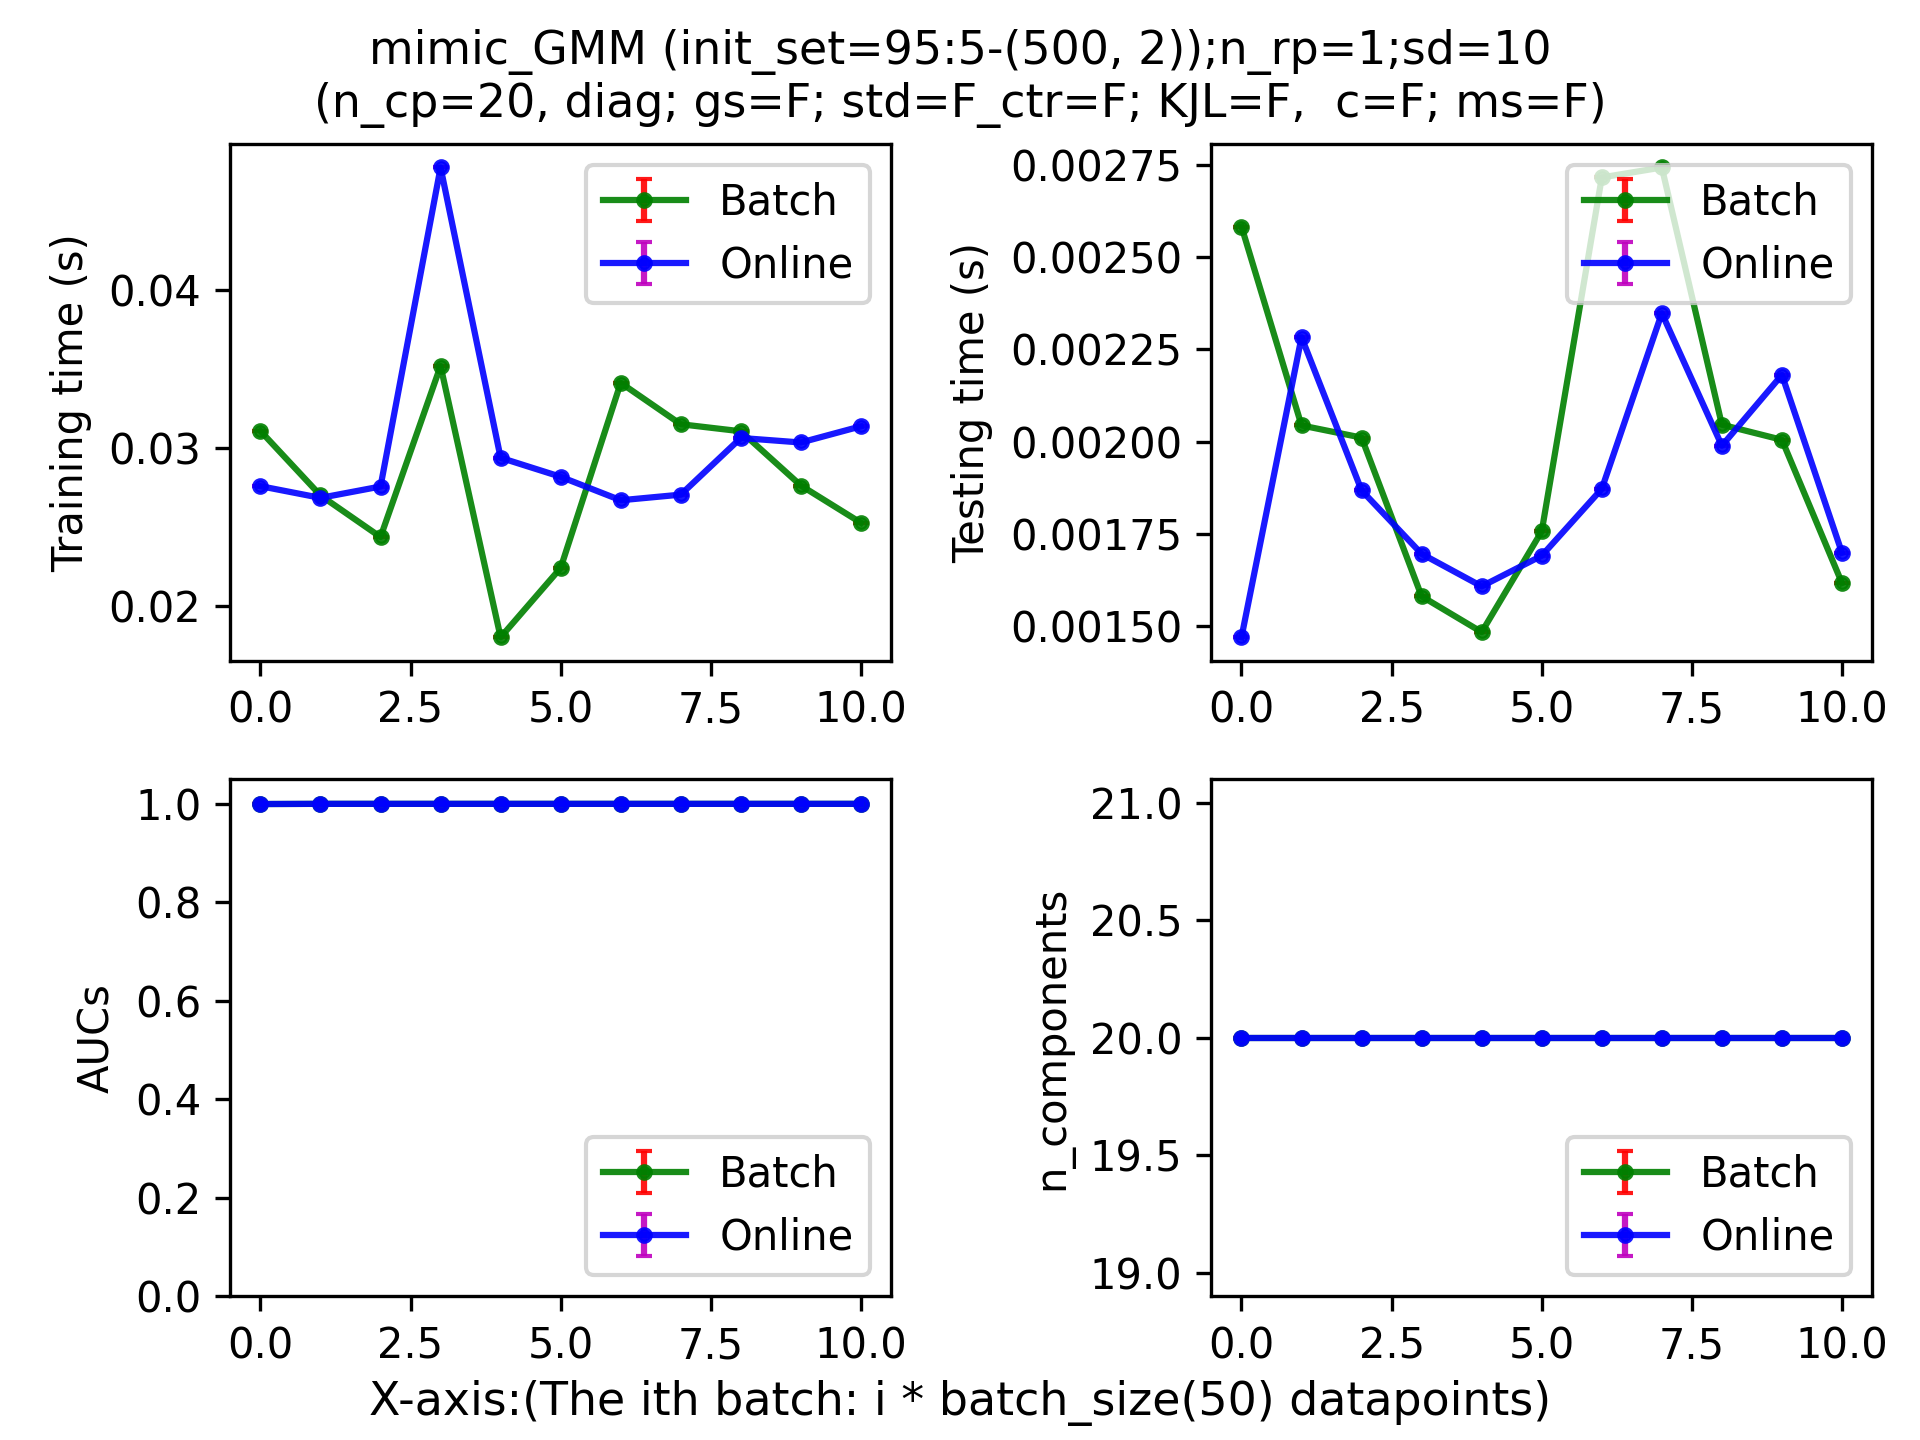 mimic_GMM (init_set=95:5-(500, 2));n_rp=1;sd=10
(n_cp=20, diag; gs=F; std=F_ctr=F; KJL=F,  c=F; ms=F)
Training time (s)
0.04
0.03
0.02
0.0 2.5 5.0 7.5 10.0
Batch
Online
Testing time (s)
0.00275
0.00250
0.00225
0.00200
0.00175
0.00150
0.0 2.5 5.0 7.5 10.0
Batch
Online
AUCs
1.0
0.8
0.6
0.4
0.2
0.0
0.0 2.5 5.0 7.5 10.0
Batch
Online
n_components
21.0
20.5
20.0
19.5
19.0
0.0 2.5 5.0 7.5 10.0
Batch
Online
X-axis:(The ith batch: i * batch_size(50) datapoints)